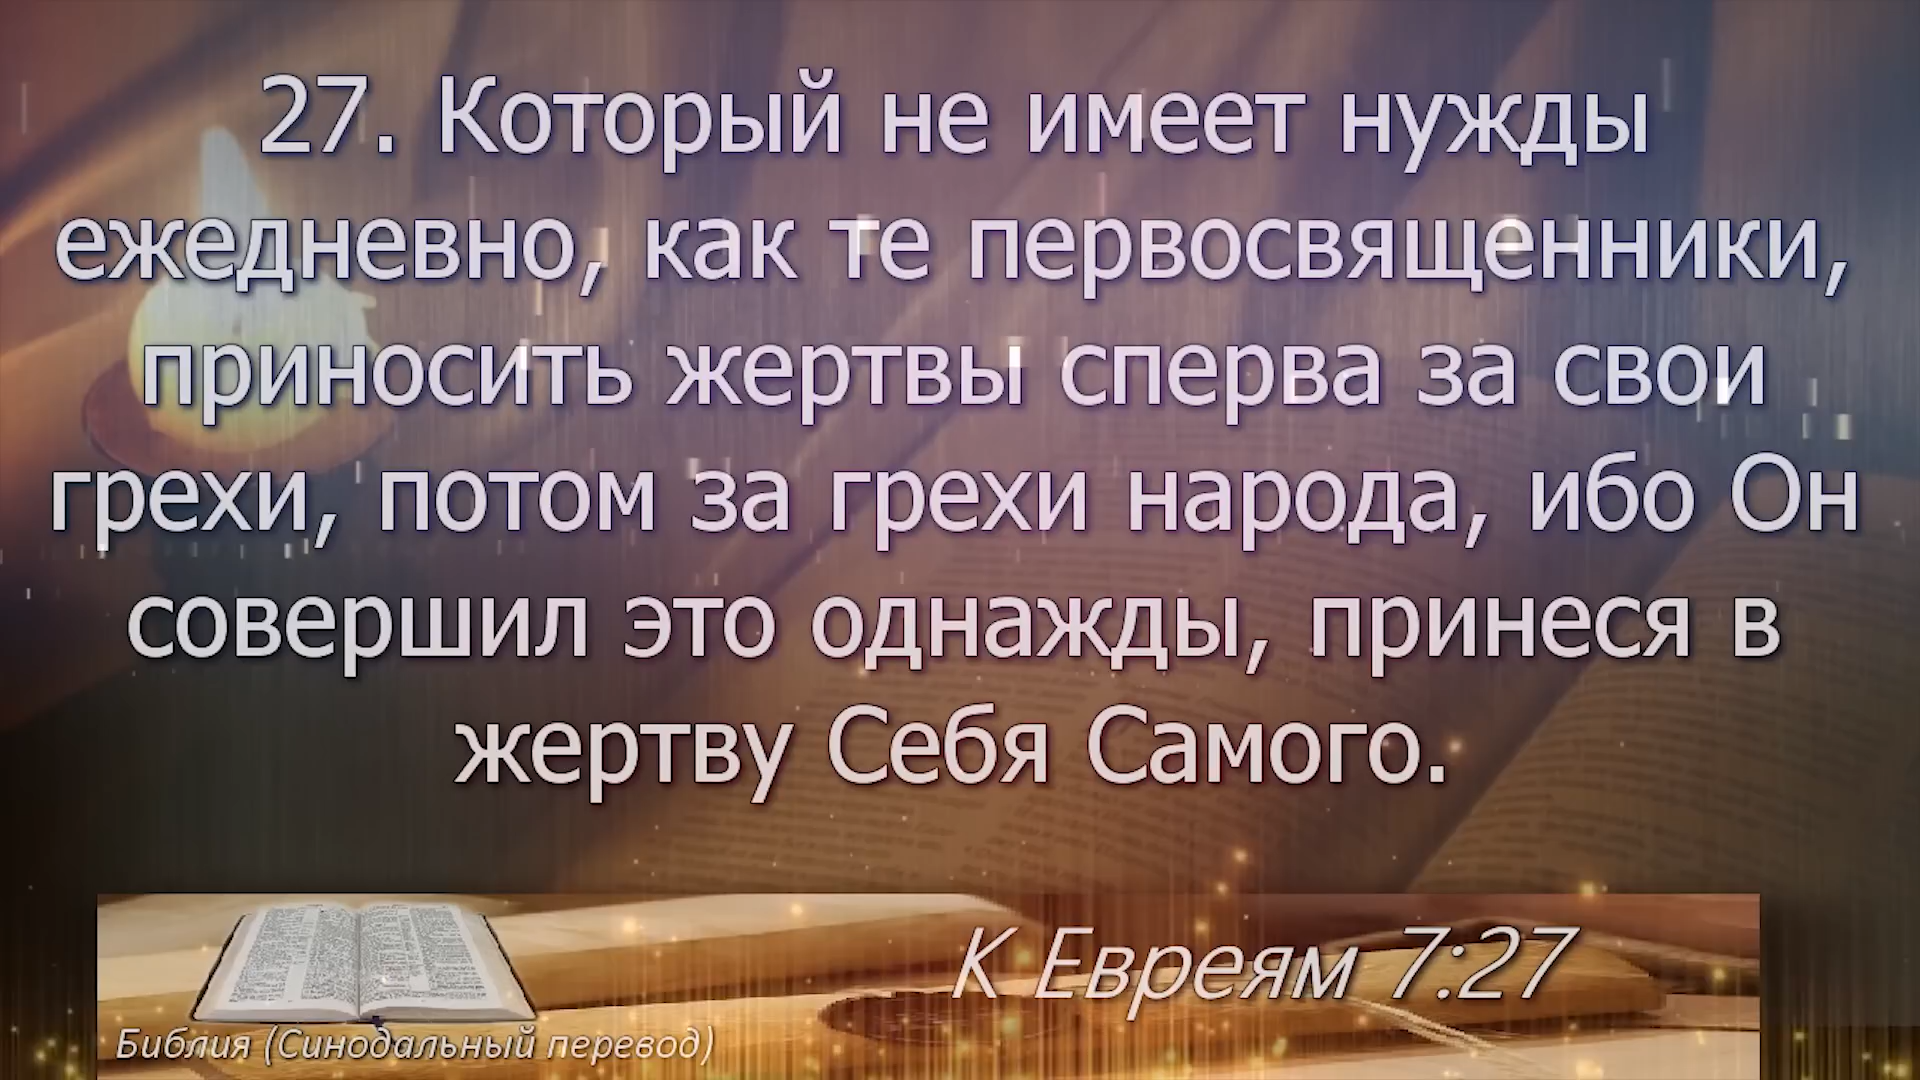 27. Который не имеет нужды
ежедневно, как те первосвященники,
приносить жертвы сперва за свои
грехи, потом за грехи народа, ибо Он
совершил это однажды, принеся в
жертву Себя Самого.
К Евреям 7:27
Библия (Синодальный перевод)